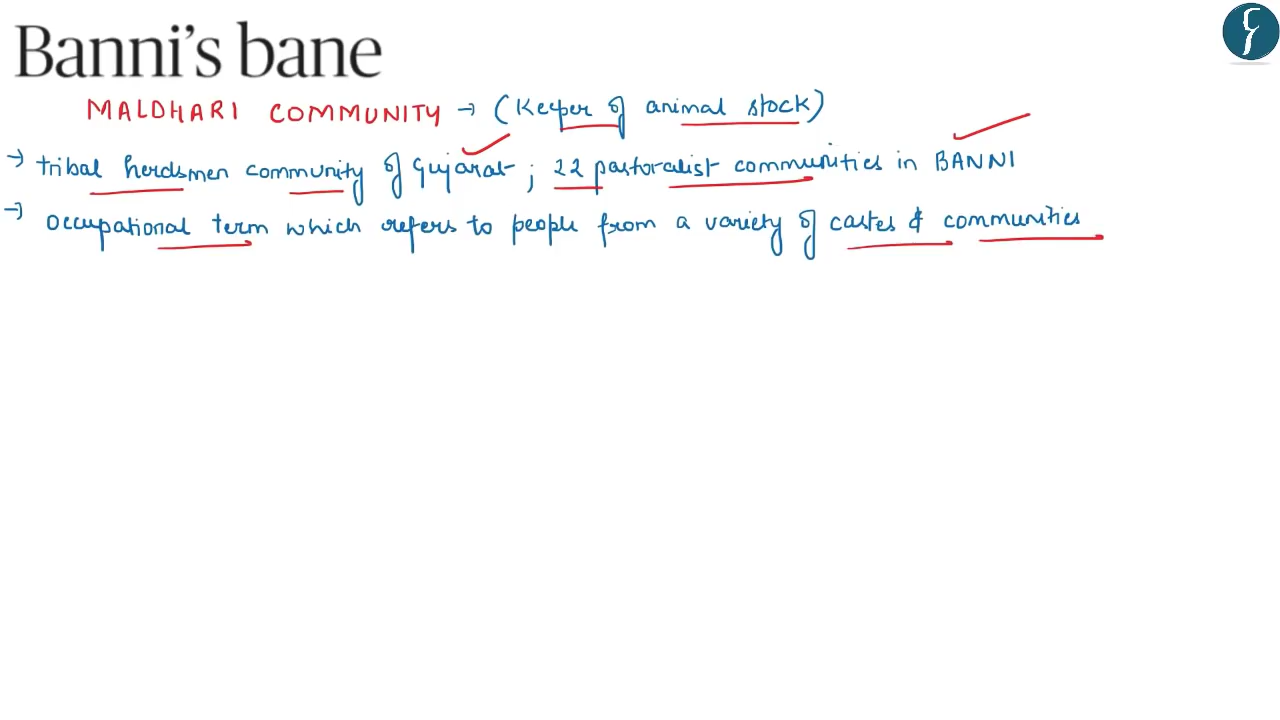 Banni's bane
MALDHARI COMMUNITY → (Keeper of animal stock)
→ tribal herdsmen community of Gujarat ; 22 pastoralist communities in BANNI
→ Occupational term which refers to people from a variety of castes & communities